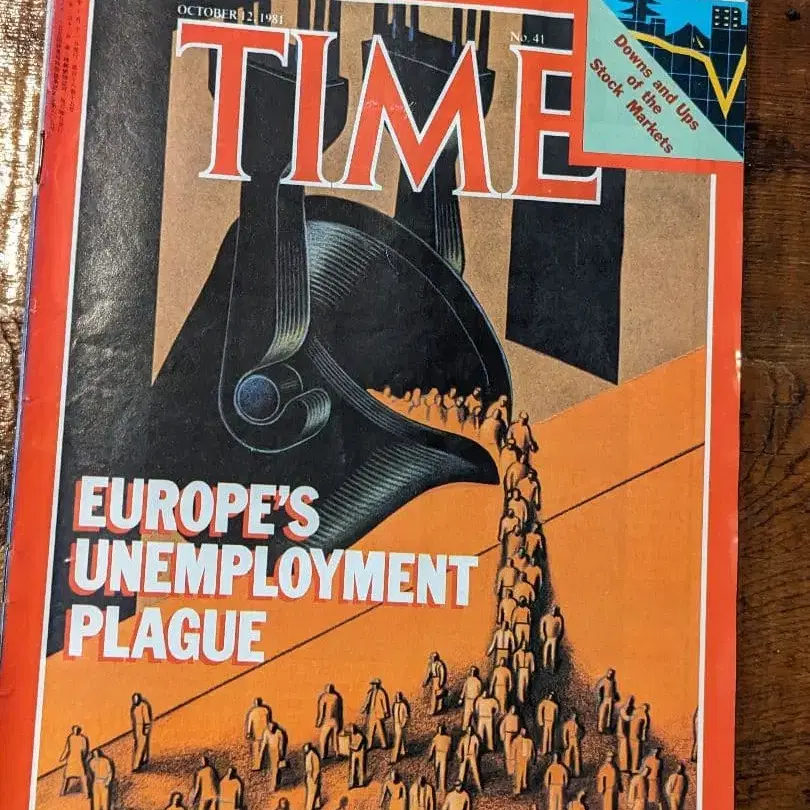 OCTOBER 12, 1981
No. 41
TIME
Downs and Ups
of the
Stock Markets
EUROPE'S
UNEMPLOYMENT
PLAGUE